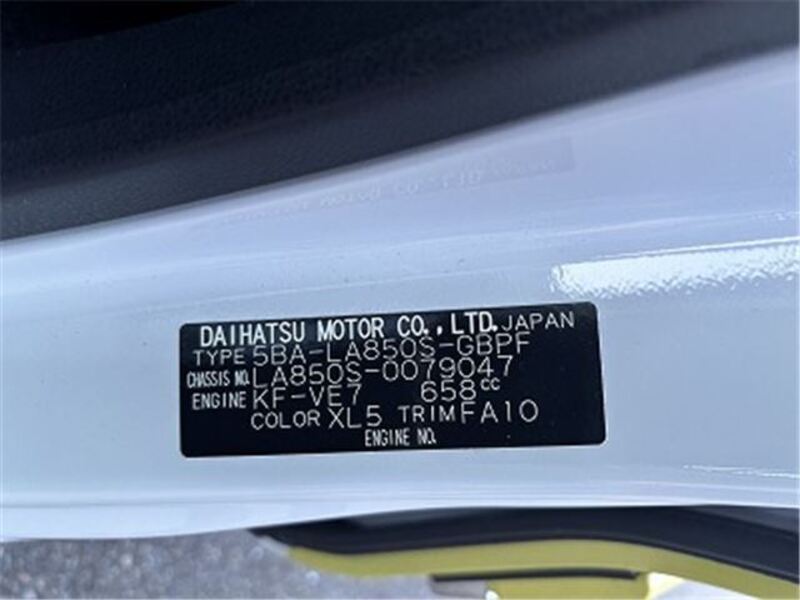 DAIHATSU MOTOR CO., LTD. JAPAN
TYPE 5BA-LA850S-GBPF
CHASSIS NO. LA850S-0079047
ENGINE KF-VE7 658cc
COLOR XL5 TRIM FA10
ENGINE NO.